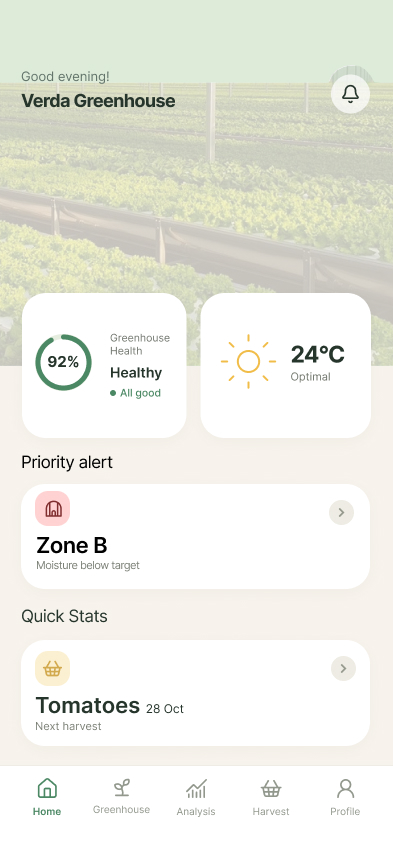 Good evening!
Verda Greenhouse
92%
Greenhouse
Health
Healthy
All good
24°C
Optimal
Priority alert
Zone B
Moisture below target
Quick Stats
Tomatoes 28 Oct
Next harvest
Home
Greenhouse
Analysis
Harvest
Profile